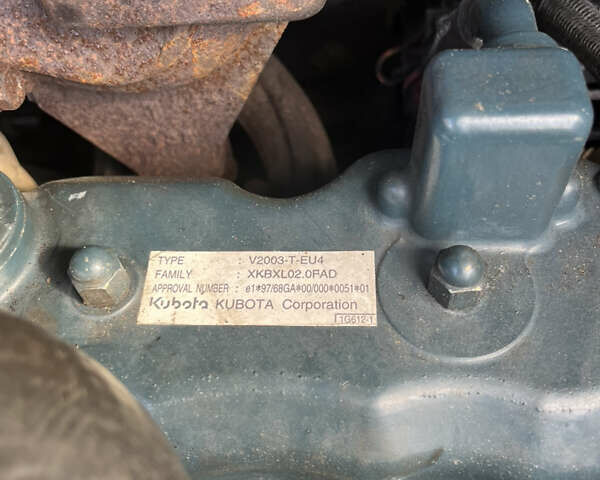 TYPE : V2003-T-EU4
FAMILY : XKBXL02.0FAD
APPROVAL NUMBER : e1*97/68GA*00/000*0051*01
Kubota KUBOTA Corporation
1G612-1